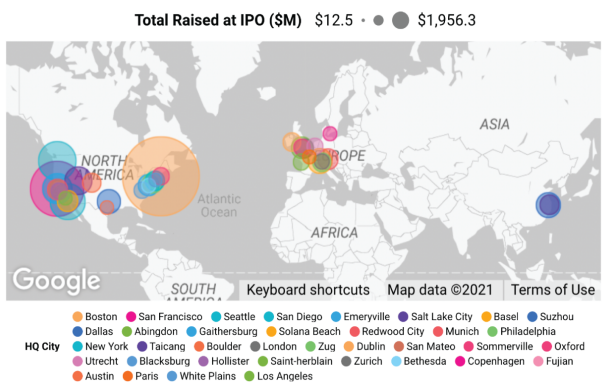 Total Raised at IPO ($M) $12.5 $1,956.3
ASIA
NORTH
AMERICA
ROPE
Atlantic
Ocean
AFRICA
Google
SOUTH
AMERICA
Keyboard shortcuts Map data ©2021 Terms of Use
Boston San Francisco Seattle San Diego Emeryville Salt Lake City Basel Suzhou
Dallas Abingdon Gaithersburg Solana Beach Redwood City Munich Philadelphia
HQ City New York Taicang Boulder London Zug Dublin San Mateo Sommerville Oxford
Utrecht Blacksburg Hollister Saint-herblain Zurich Bethesda Copenhagen Fujian
Austin Paris White Plains Los Angeles